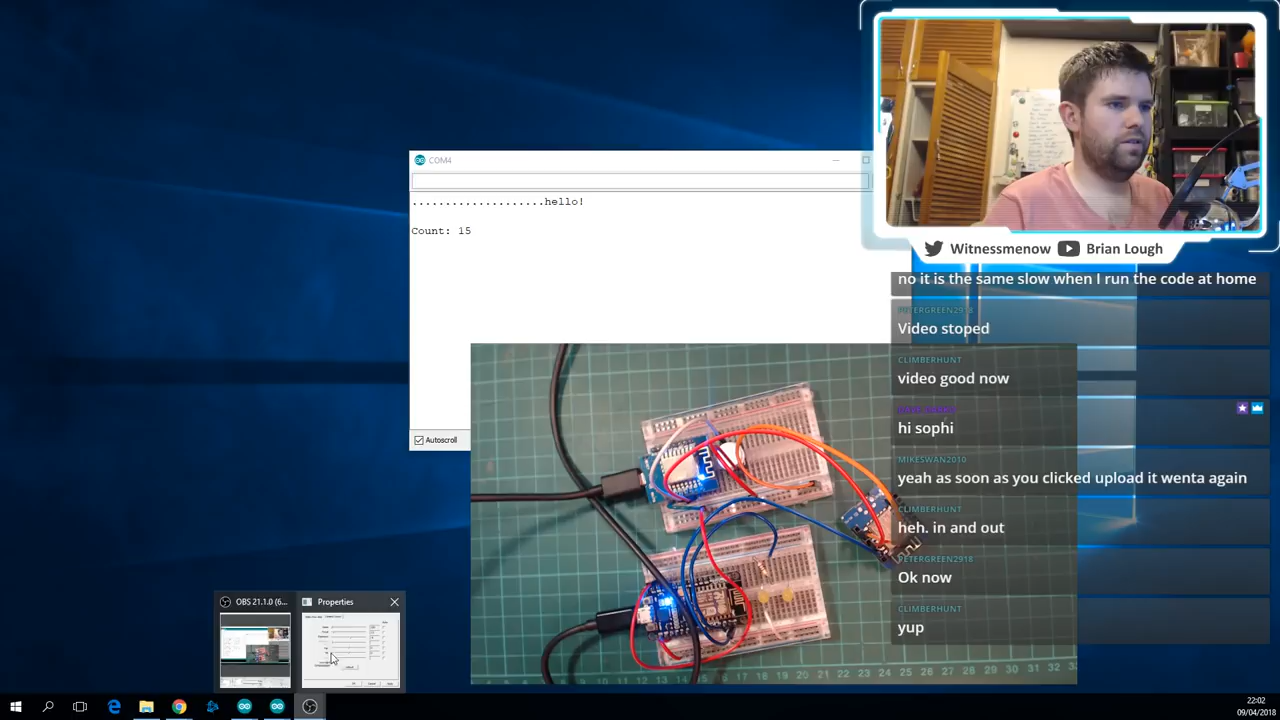 COM4
....................hello!
Count: 15
Autoscroll
Witnessmenow
Brian Lough
no it is the same slow when I run the code at home
PETERGREEN2918
Video stoped
CLIMBERHUNT
video good now
hi sophi
MIKESWAN2010
yeah as soon as you clicked upload it wenta again
CLIMBERHUNT
heh. in and out
PETERGREEN2918
Ok now
CLIMBERHUNT
yup
OBS 21.1.0 (6...
Properties
22:02
09/04/2018